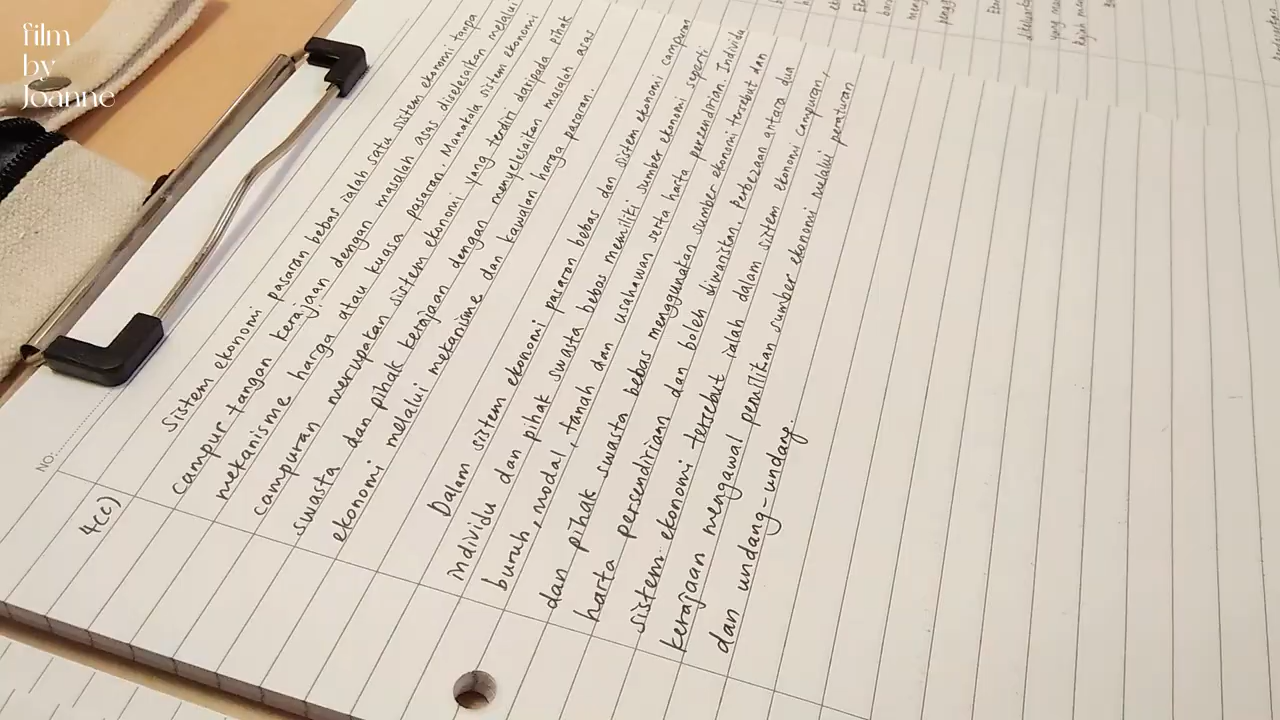 film
by
Joanne
NO:
4(c)
Sistem ekonomi pasaran bebas ialah satu sistem ekonomi tanpa
campur tangan kerajaan dengan masalah asas diselesaikan melalui
mekanisme harga atau kuasa pasaran. Manakala sistem ekonomi
campuran merupakan sistem ekonomi yang terdiri daripada pihak
swasta dan pihak kerajaan dengan menyelesaikan masalah asas
ekonomi melalui mekanisme dan kawalan harga pasaran.
Dalam sistem ekonomi pasaran bebas dan sistem ekonomi campuran
individu dan pihak swasta bebas memiliki sumber ekonomi seperti
buruh, modal, tanah dan usahawan serta harta persendirian. Individu
dan pihak swasta bebas menggunakan sumber ekonomi tersebut dan
harta persendirian dan boleh diwariskan. Perbezaan antara dua
sistem ekonomi tersebut ialah dalam sistem ekonomi campuran,
kerajaan mengawal pemilikan sumber ekonomi melalui peraturan
dan undang-undang.